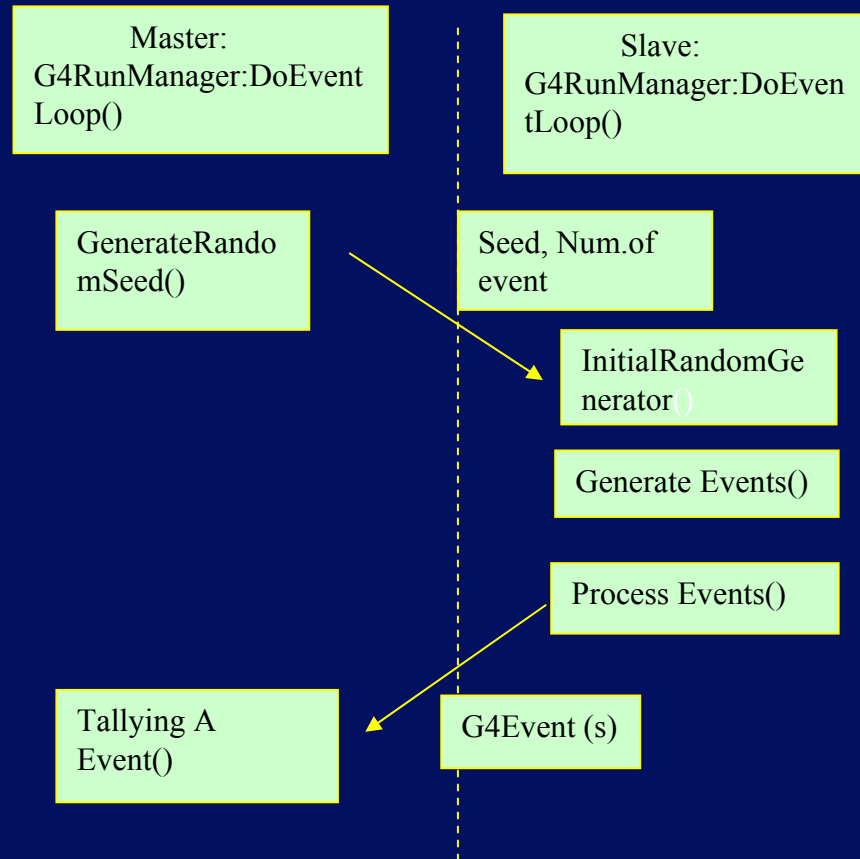 Master:
G4RunManager:DoEvent
Loop()
Slave:
G4RunManager:DoEven
tLoop()
GenerateRando
mSeed()
Seed, Num.of
event
InitialRandomGe
nerator()
Generate Events()
Process Events()
Tallying A
Event()
G4Event (s)